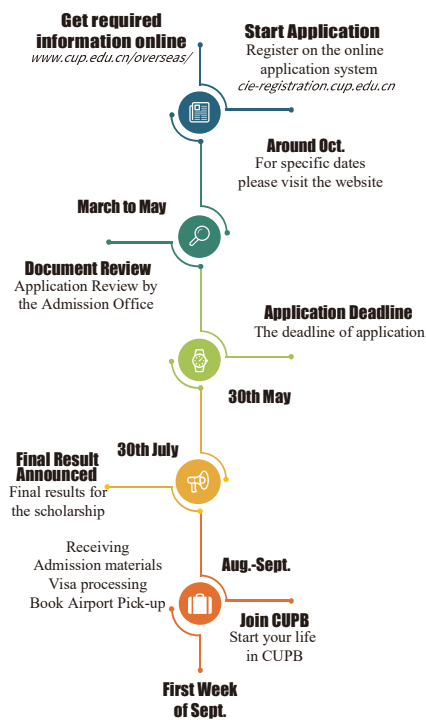 Get required
information online
www.cup.edu.cn/overseas/
Start Application
Register on the online
application system
cie-registration.cup.edu.cn
Around Oct.
For specific dates
please visit the website
March to May
Document Review
Application Review by
the Admission Office
Application Deadline
The deadline of application
30th May
30th July
Final Result
Announced
Final results for
the scholarship
Receiving
Admission materials
Visa processing
Book Airport Pick-up
Aug.-Sept.
Join CUPB
Start your life
in CUPB
First Week
of Sept.